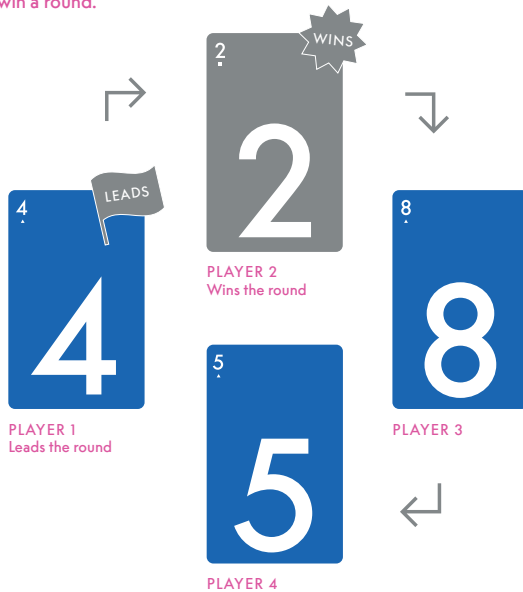 win a round.
2
WINS
2
PLAYER 2
Wins the round
4
LEADS
4
PLAYER 1
Leads the round
8
8
PLAYER 3
5
5
PLAYER 4